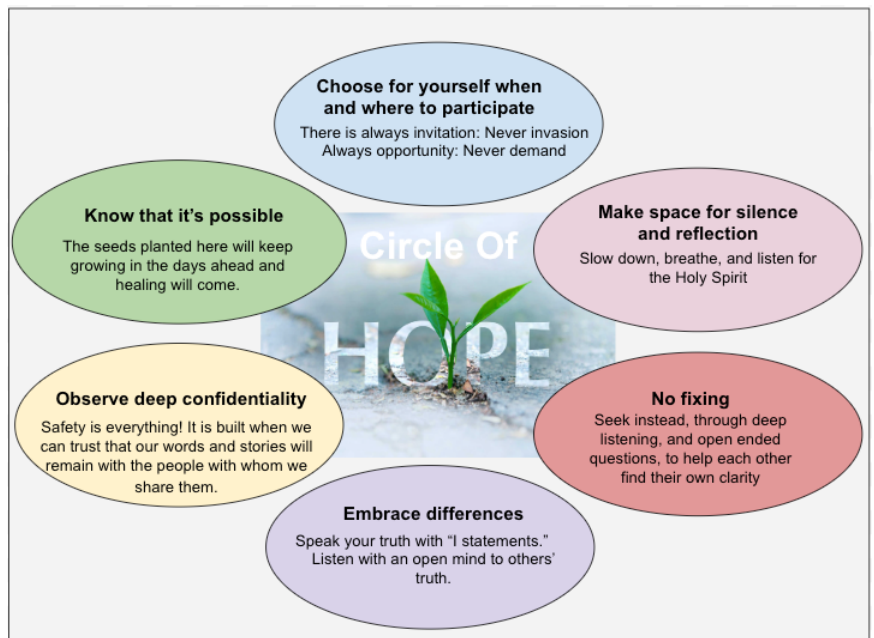 Choose for yourself when
and where to participate
There is always invitation: Never invasion
Always opportunity: Never demand
Know that it’s possible
The seeds planted here will keep
growing in the days ahead and
healing will come.
Circle Of
HOPE
Make space for silence
and reflection
Slow down, breathe, and listen for
the Holy Spirit
Observe deep confidentiality
Safety is everything! It is built when we
can trust that our words and stories will
remain with the people with whom we
share them.
No fixing
Seek instead, through deep
listening, and open ended
questions, to help each other
find their own clarity
Embrace differences
Speak your truth with “I statements.”
Listen with an open mind to others’
truth.